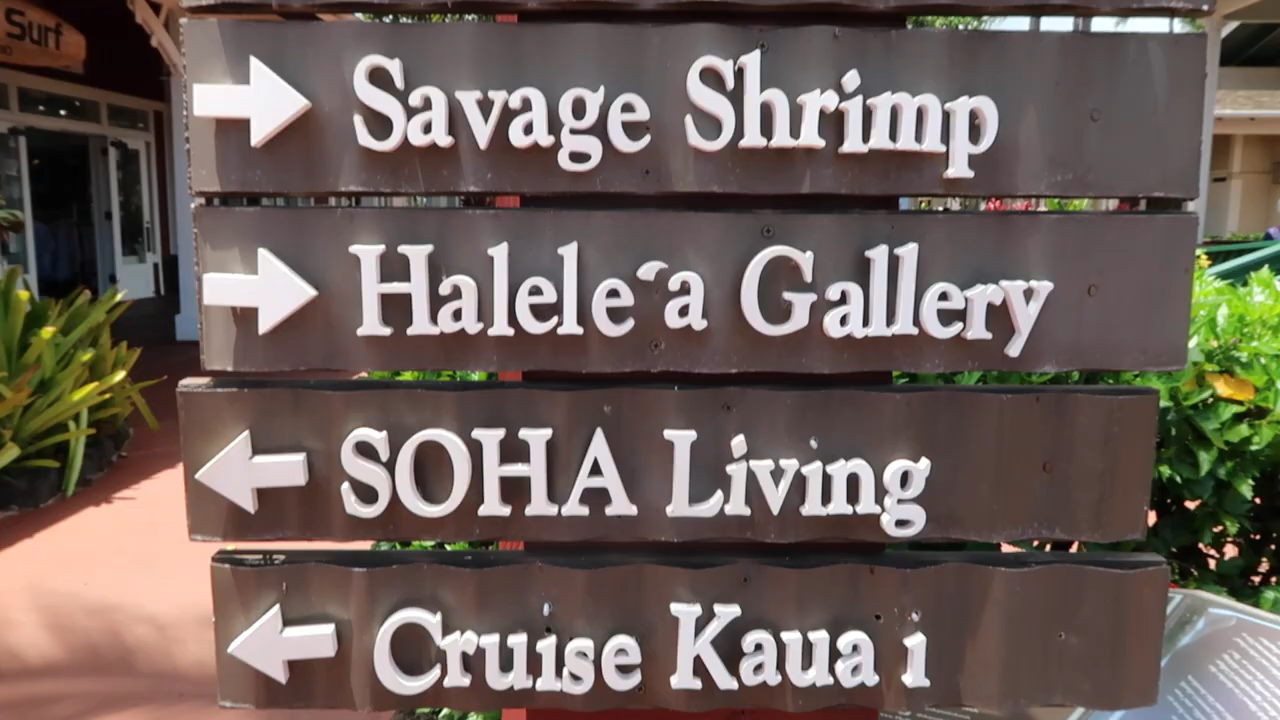 Surf
Savage Shrimp
Halele´a Gallery
SOHA Living
Cruise Kaua i